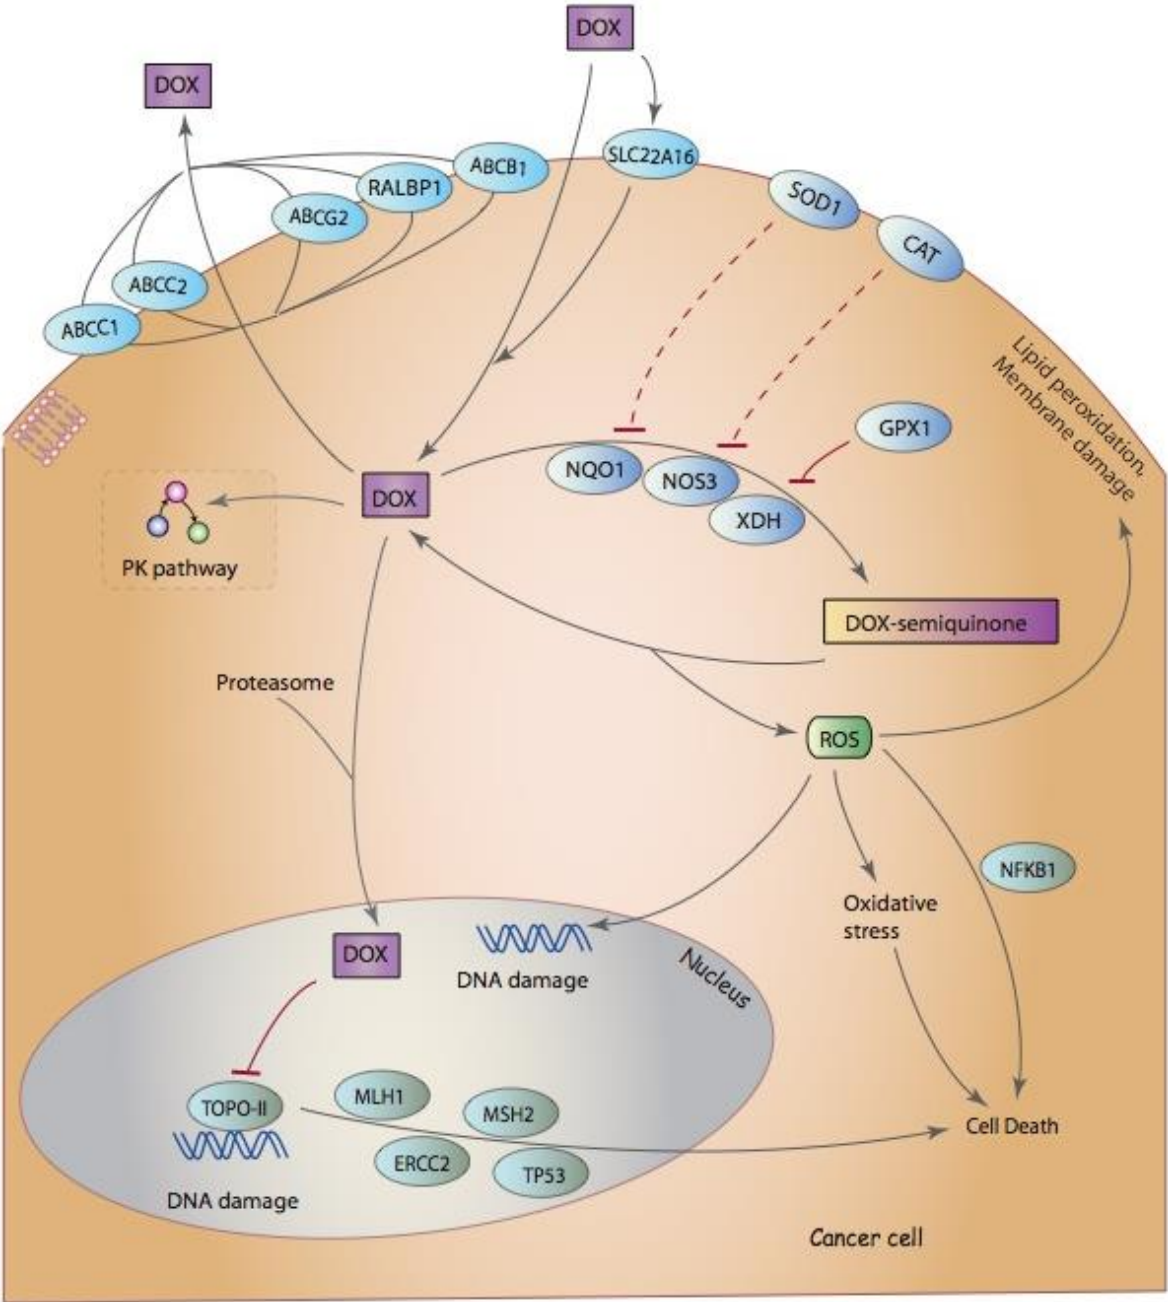 DOX
DOX
SLC22A16
ABCB1
RALBP1
ABCG2
SOD1
CAT
ABCC2
ABCC1
Lipid peroxidation,
Membrane damage
GPX1
NQO1
NOS3
XDH
DOX
PK pathway
DOX-semiquinone
Proteasome
ROS
NFKB1
Oxidative
stress
DOX
DNA damage
Nucleus
TOPO-II
MLH1
MSH2
ERCC2
TP53
DNA damage
Cell Death
Cancer cell